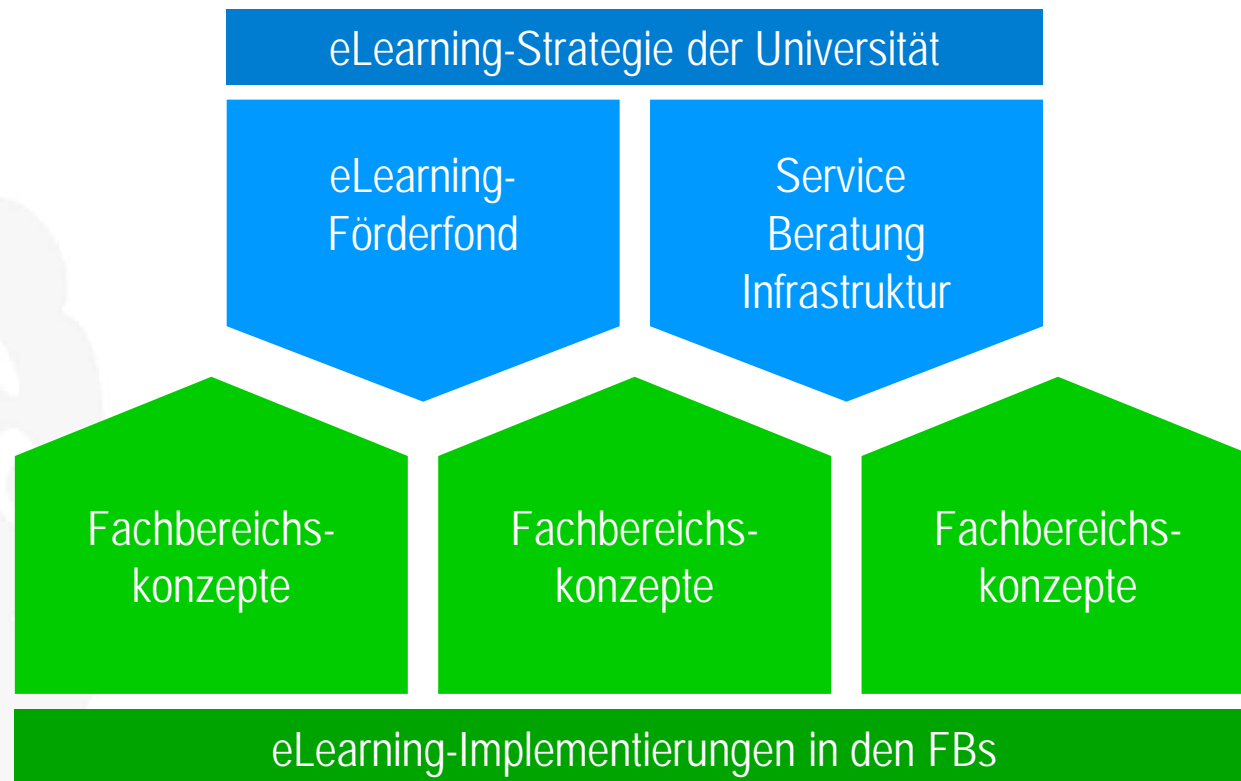 eLearning-Strategie der Universität
eLearning-
Förderfond
Service
Beratung
Infrastruktur
Fachbereichs-
konzepte
Fachbereichs-
konzepte
Fachbereichs-
konzepte
eLearning-Implementierungen in den FBs